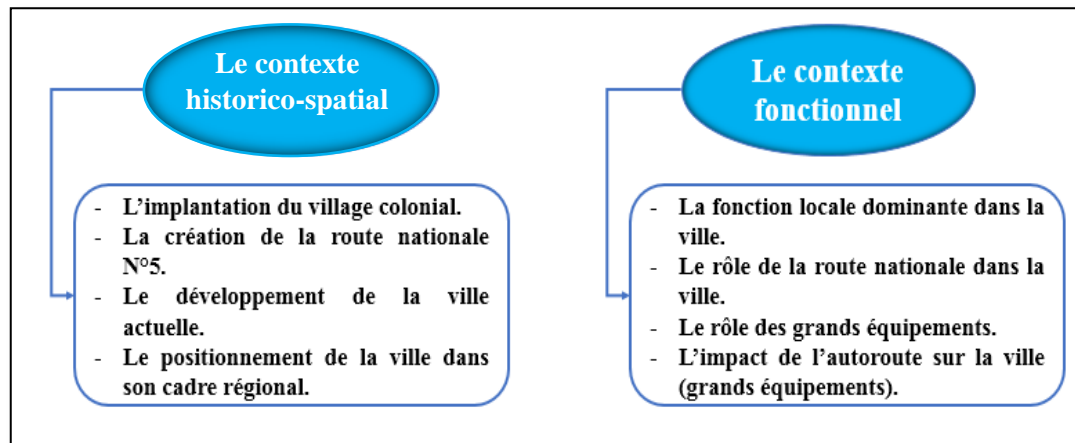 Le contexte
historico-spatial
- L'implantation du village colonial.
- La création de la route nationale
N°5.
- Le développement de la ville
actuelle.
- Le positionnement de la ville dans
son cadre régional.
Le contexte
fonctionnel
- La fonction locale dominante dans la
ville.
- Le rôle de la route nationale dans la
ville.
- Le rôle des grands équipements.
- L'impact de l'autoroute sur la ville
(grands équipements).